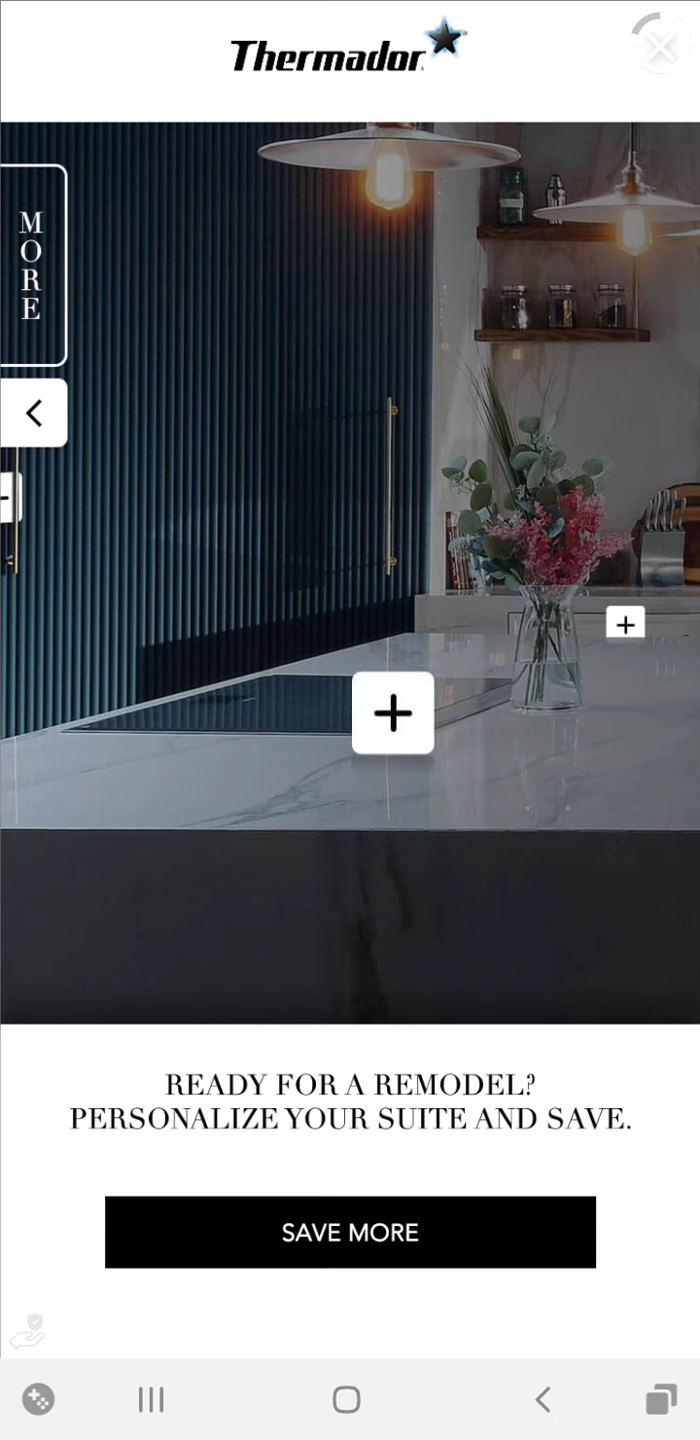 Thermador
MORE
READY FOR A REMODEL?
PERSONALIZE YOUR SUITE AND SAVE.
SAVE MORE